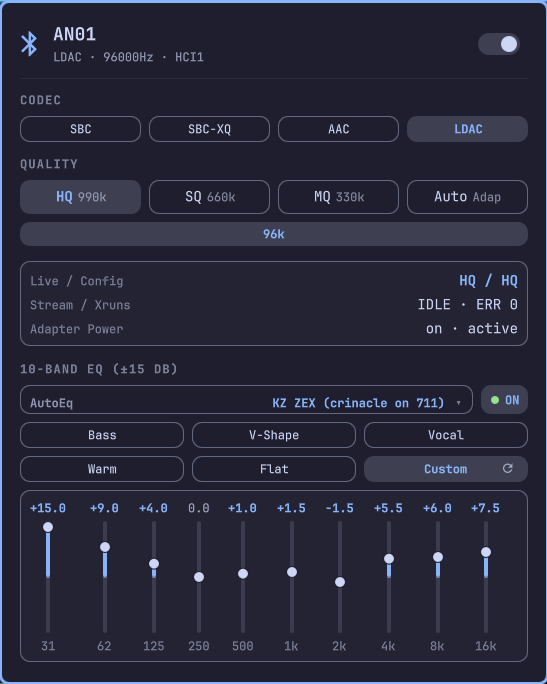 AN01
LDAC · 96000Hz · HCI1
CODEC
SBC SBC-XQ AAC LDAC
QUALITY
HQ 990k SQ 660k MQ 330k Auto Adap
96k
Live / Config HQ / HQ
Stream / Xruns IDLE · ERR 0
Adapter Power on · active
10-BAND EQ (±15 DB)
AutoEq KZ ZEX (crinacle on 711) ▾ ON
Bass V-Shape Vocal
Warm Flat Custom
+15.0 +9.0 +4.0 0.0 +1.0 +1.5 -1.5 +5.5 +6.0 +7.5
31 62 125 250 500 1k 2k 4k 8k 16k